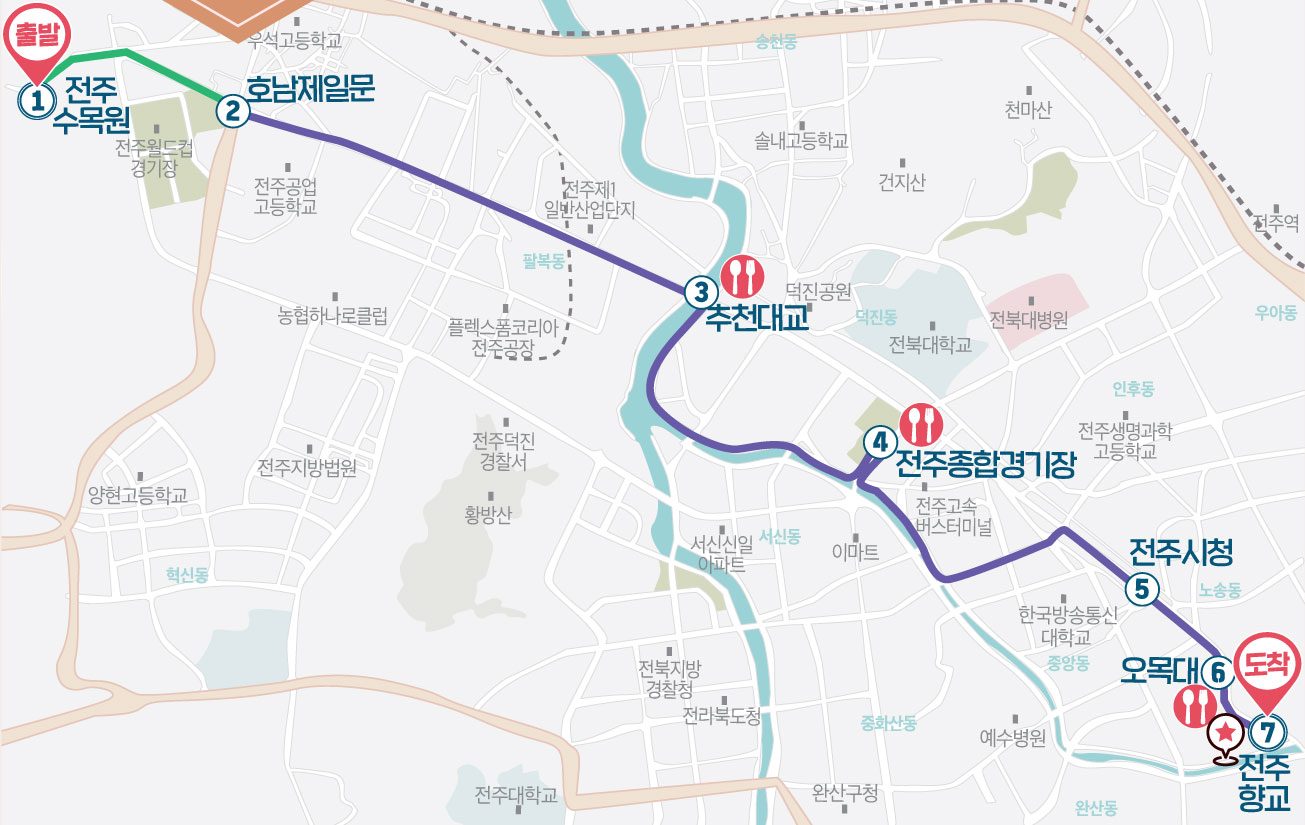 출발
우석고등학교
송천동
1
전주
수목원
2
호남제일문
천마산
전주월드컵
경기장
솔내고등학교
전주공업
고등학교
전주제1
일반산업단지
건지산
전주역
팔복동
3
추천대교
덕진공원
농협하나로클럽
플렉스폼코리아
전주공장
덕진동
전북대학교
전북대병원
우아동
인후동
전주덕진
경찰서
4
전주종합경기장
전주생명과학
고등학교
전주지방법원
양현고등학교
황방산
전주고속
버스터미널
서신신일
아파트
서신동
이마트
전주시청
5
노송동
혁신동
한국방송통신
대학교
중앙동
오목대
6
도착
전북지방
경찰청
전라북도청
중화산동
예수병원
7
전주
향교
전주대학교
완산구청
완산동